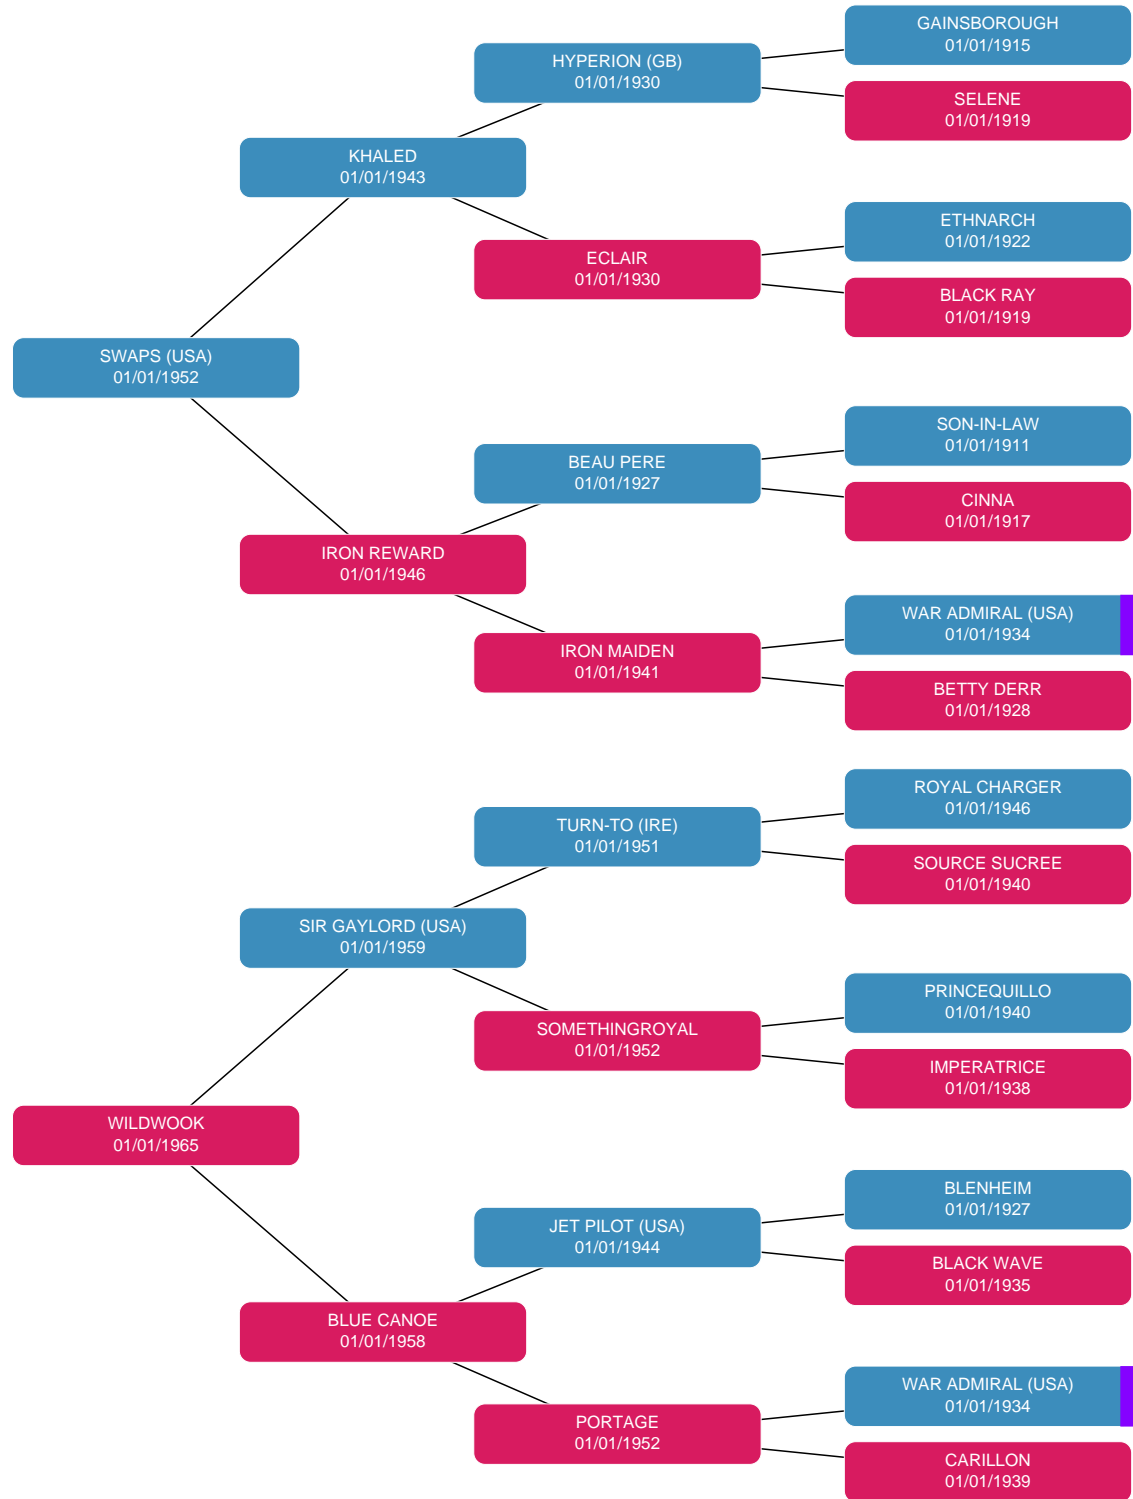 GAINSBOROUGH
01/01/1915
HYPERION (GB)
01/01/1930
SELENE
01/01/1919
KHALED
01/01/1943
ETHNARCH
01/01/1922
ECLAIR
01/01/1930
BLACK RAY
01/01/1919
SWAPS (USA)
01/01/1952
SON-IN-LAW
01/01/1911
BEAU PERE
01/01/1927
CINNA
01/01/1917
IRON REWARD
01/01/1946
WAR ADMIRAL (USA)
01/01/1934
IRON MAIDEN
01/01/1941
BETTY DERR
01/01/1928
ROYAL CHARGER
01/01/1946
TURN-TO (IRE)
01/01/1951
SOURCE SUCREE
01/01/1940
SIR GAYLORD (USA)
01/01/1959
PRINCEQUILLO
01/01/1940
SOMETHINGROYAL
01/01/1952
IMPERATRICE
01/01/1938
WILDWOOK
01/01/1965
BLENHEIM
01/01/1927
JET PILOT (USA)
01/01/1944
BLACK WAVE
01/01/1935
BLUE CANOE
01/01/1958
WAR ADMIRAL (USA)
01/01/1934
PORTAGE
01/01/1952
CARILLON
01/01/1939